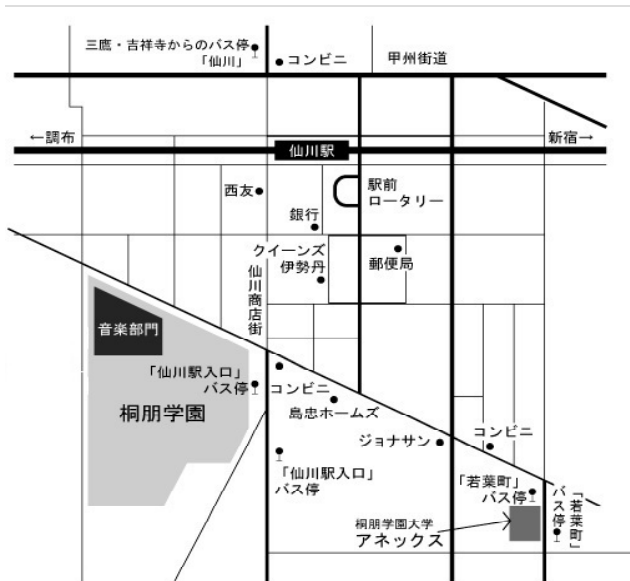 三鷹・吉祥寺からのバス停
「仙川」
コンビニ
甲州街道
←調布
仙川駅
新宿→
西友
駅前
ロータリー
銀行
クイーンズ
伊勢丹
郵便局
仙川商店街
音楽部門
「仙川駅入口」
バス停
コンビニ
桐朋学園
島忠ホームズ
ジョナサン
コンビニ
「仙川駅入口」
バス停
「若葉町」
バス停
「若葉町」
バス停
桐朋学園大学
アネックス